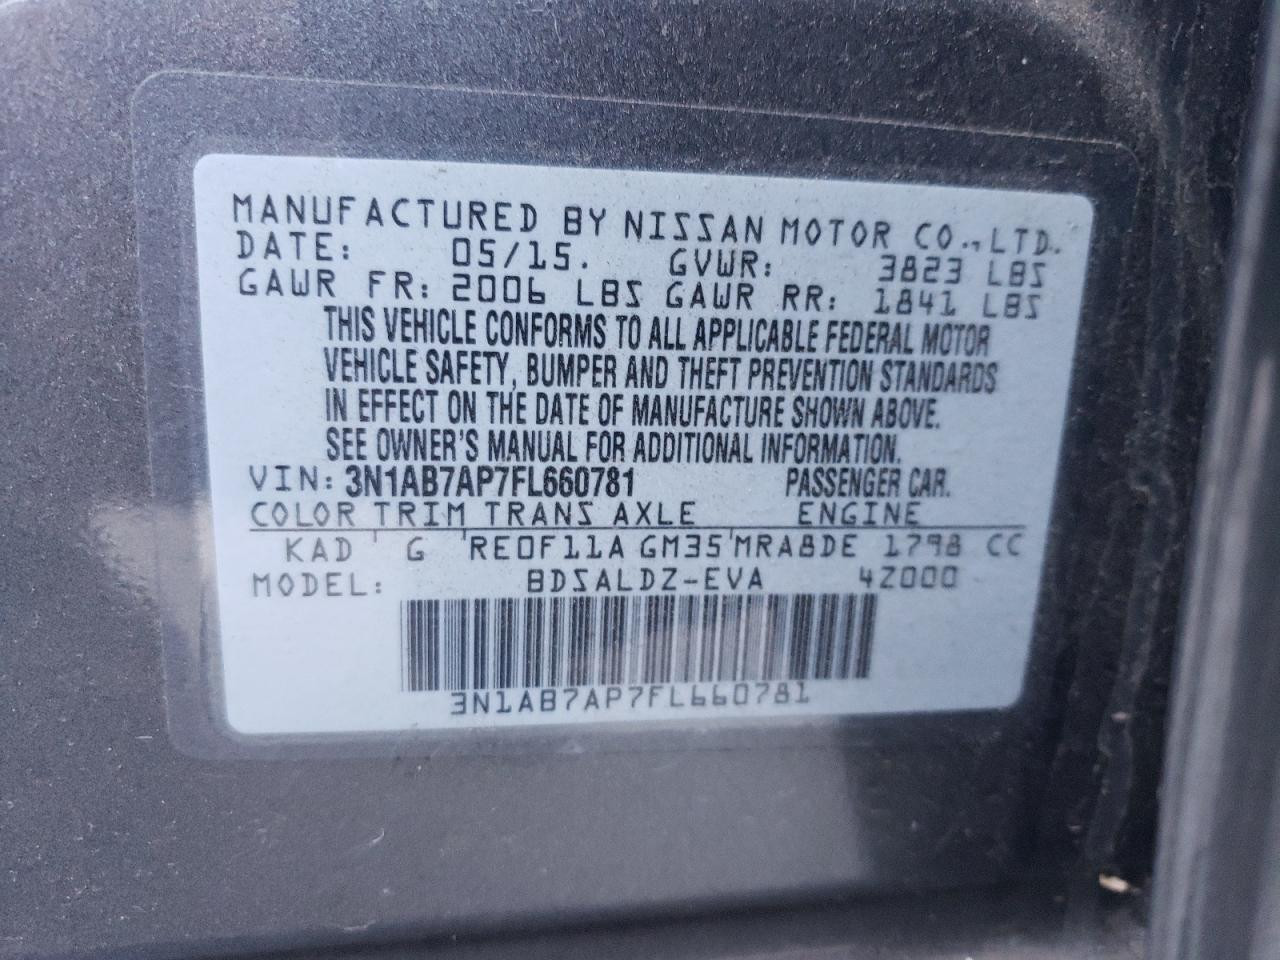 MANUFACTURED BY NISSAN MOTOR CO.,LTD.
DATE: 05/15. GVWR: 3823 LBS
GAWR FR: 2006 LBS GAWR RR: 1841 LBS
THIS VEHICLE CONFORMS TO ALL APPLICABLE FEDERAL MOTOR
VEHICLE SAFETY, BUMPER AND THEFT PREVENTION STANDARDS
IN EFFECT ON THE DATE OF MANUFACTURE SHOWN ABOVE.
SEE OWNER'S MANUAL FOR ADDITIONAL INFORMATION.
VIN: 3N1AB7AP7FL660781 PASSENGER CAR.
COLOR TRIM TRANS AXLE ENGINE
KAD G RE0F11A GM35 MRA8DE 1798 CC
MODEL: BDSALDZ-EVA 4Z000
3N1AB7AP7FL660781